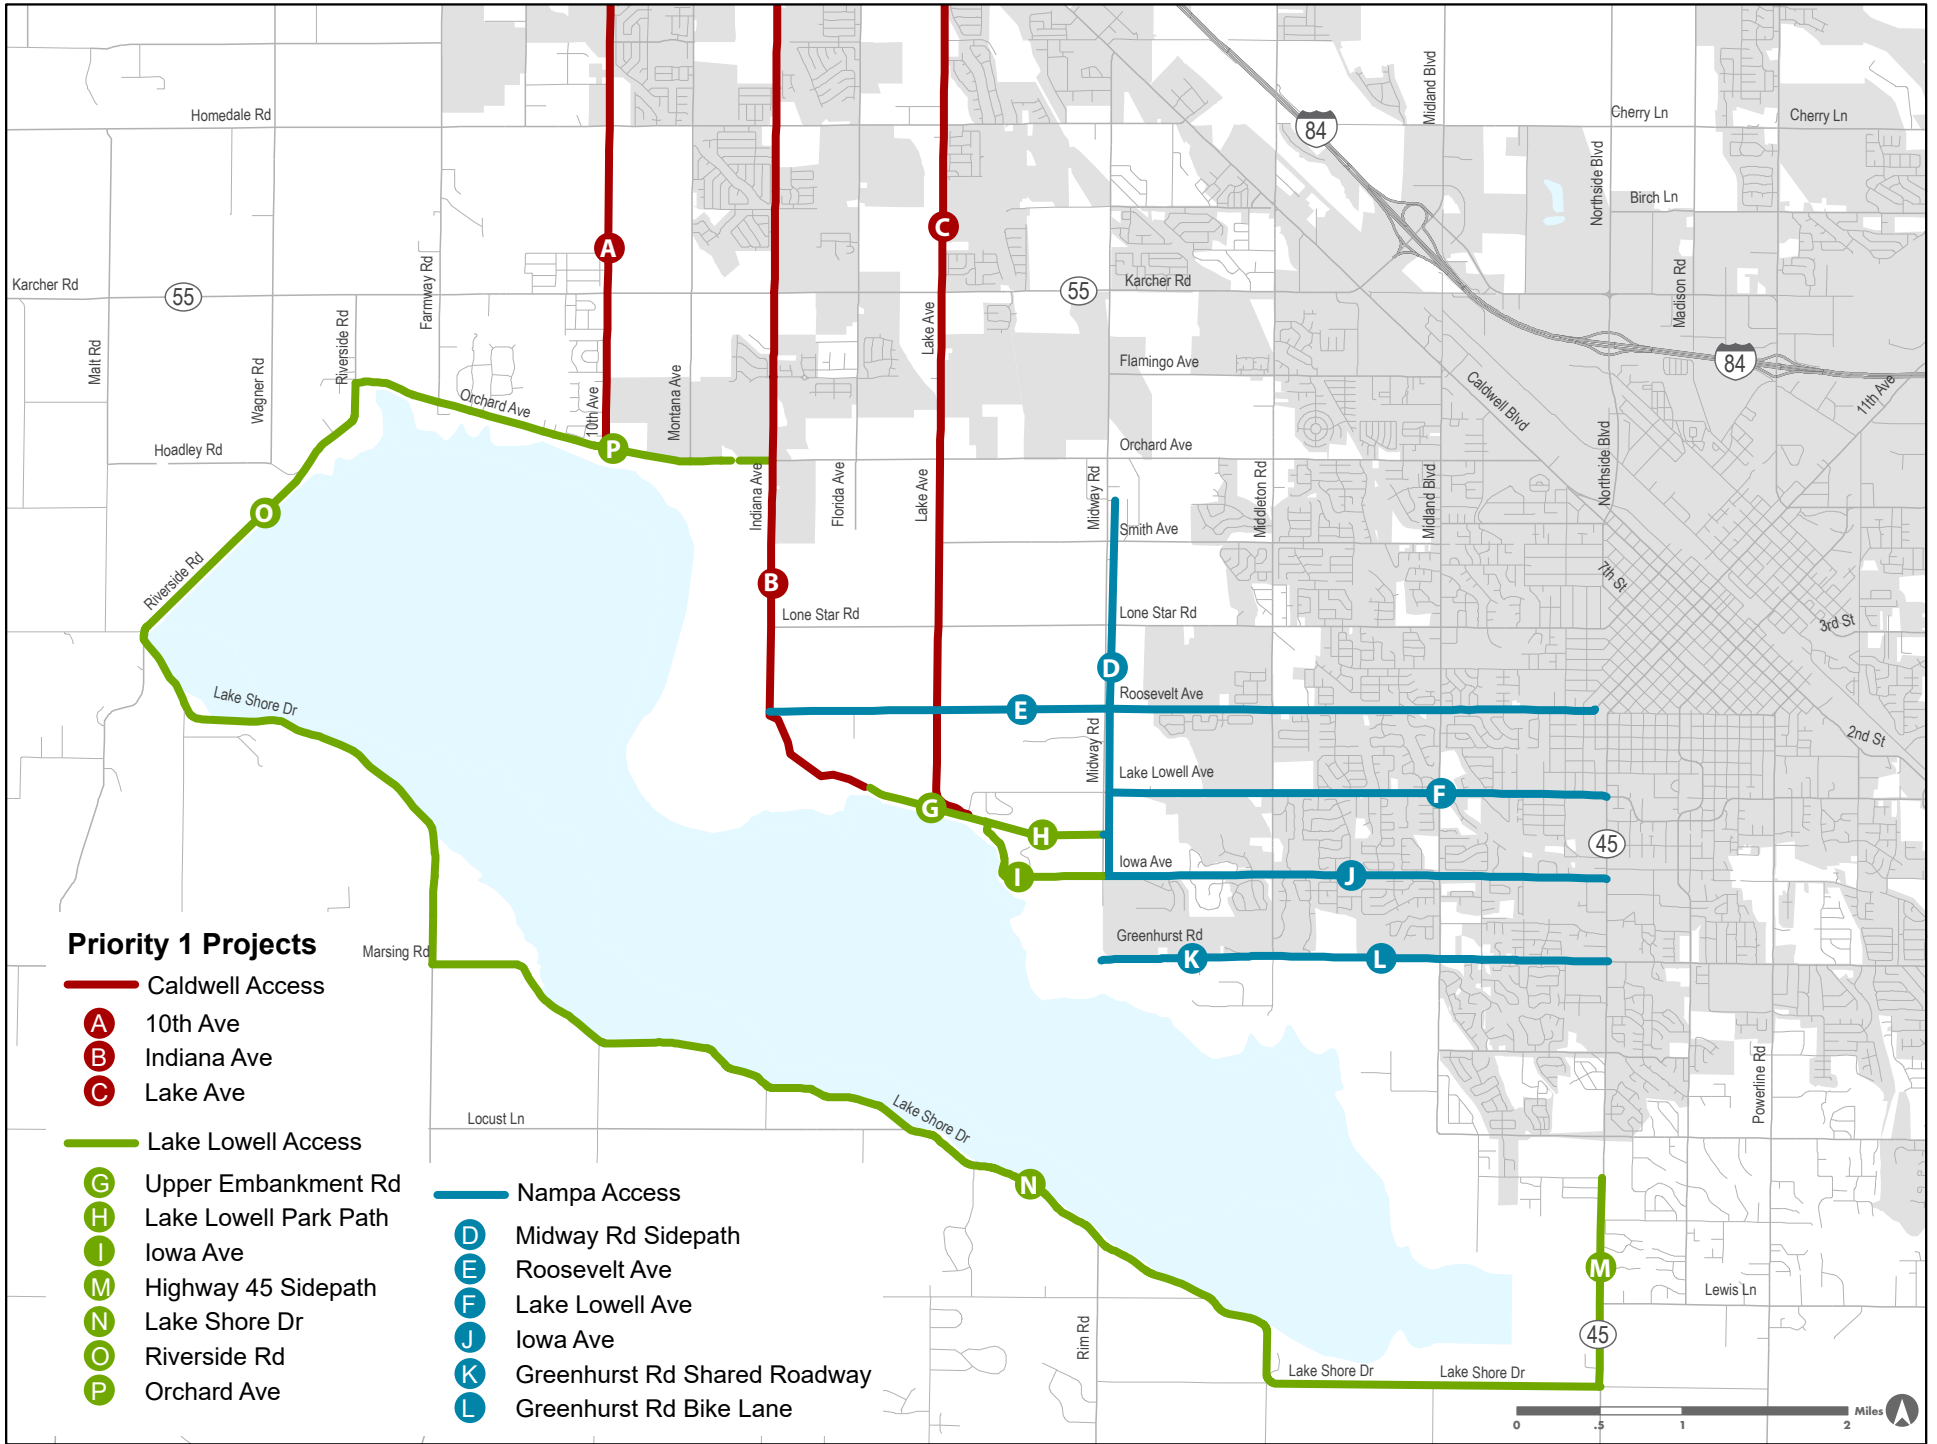 Homedale Rd
Midland Blvd
Cherry Ln
Cherry Ln
84
Northside Blvd
Birch Ln
A
C
Farmway Rd
Karcher Rd
55
55
Karcher Rd
Madison Rd
Riverside Rd
Malt Rd
Wagner Rd
Lake Ave
Flamingo Ave
84
Orchard Ave
10th Ave
Montana Ave
Caldwell Blvd
11th Ave
Hoadley Rd
P
Orchard Ave
Indiana Ave
Florida Ave
Lake Ave
Midway Rd
Middleton Rd
Midland Blvd
Northside Blvd
O
Smith Ave
Riverside Rd
B
7th St
Lone Star Rd
Lone Star Rd
3rd St
D
Lake Shore Dr
E
Roosevelt Ave
Midway Rd
2nd St
Lake Lowell Ave
F
G
H
45
Iowa Ave
I
J
Greenhurst Rd
K
L
Marsing Rd
Powerline Rd
Locust Ln
Lake Shore Dr
N
M
Lewis Ln
Rim Rd
45
Lake Shore Dr
Lake Shore Dr
Priority 1 Projects
Caldwell Access
A 10th Ave
B Indiana Ave
C Lake Ave
Lake Lowell Access
G Upper Embankment Rd
H Lake Lowell Park Path
I Iowa Ave
M Highway 45 Sidepath
N Lake Shore Dr
O Riverside Rd
P Orchard Ave
Nampa Access
D Midway Rd Sidepath
E Roosevelt Ave
F Lake Lowell Ave
J Iowa Ave
K Greenhurst Rd Shared Roadway
L Greenhurst Rd Bike Lane
Miles
0 .5 1 2